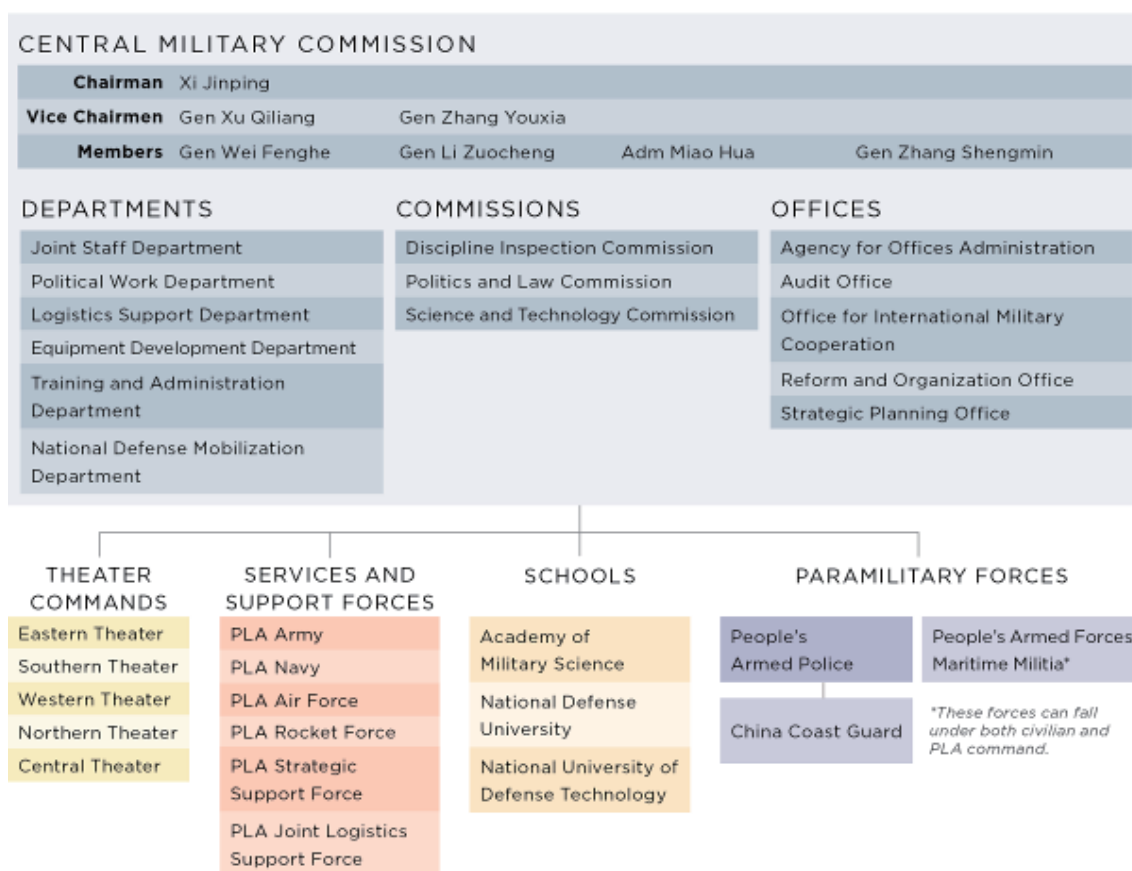 CENTRAL MILITARY COMMISSION
Chairman Xi Jinping
Vice Chairmen Gen Xu Qiliang Gen Zhang Youxia
Members Gen Wei Fenghe Gen Li Zuocheng Adm Miao Hua Gen Zhang Shengmin
DEPARTMENTS
Joint Staff Department
Political Work Department
Logistics Support Department
Equipment Development Department
Training and Administration
Department
National Defense Mobilization
Department
COMMISSIONS
Discipline Inspection Commission
Politics and Law Commission
Science and Technology Commission
OFFICES
Agency for Offices Administration
Audit Office
Office for International Military
Cooperation
Reform and Organization Office
Strategic Planning Office
THEATER
COMMANDS
Eastern Theater
Southern Theater
Western Theater
Northern Theater
Central Theater
SERVICES AND
SUPPORT FORCES
PLA Army
PLA Navy
PLA Air Force
PLA Rocket Force
PLA Strategic
Support Force
PLA Joint Logistics
Support Force
SCHOOLS
Academy of
Military Science
National Defense
University
National University of
Defense Technology
PARAMILITARY FORCES
People's
Armed Police
China Coast Guard
People's Armed Forces
Maritime Militia*
*These forces can fall
under both civilian and
PLA command.